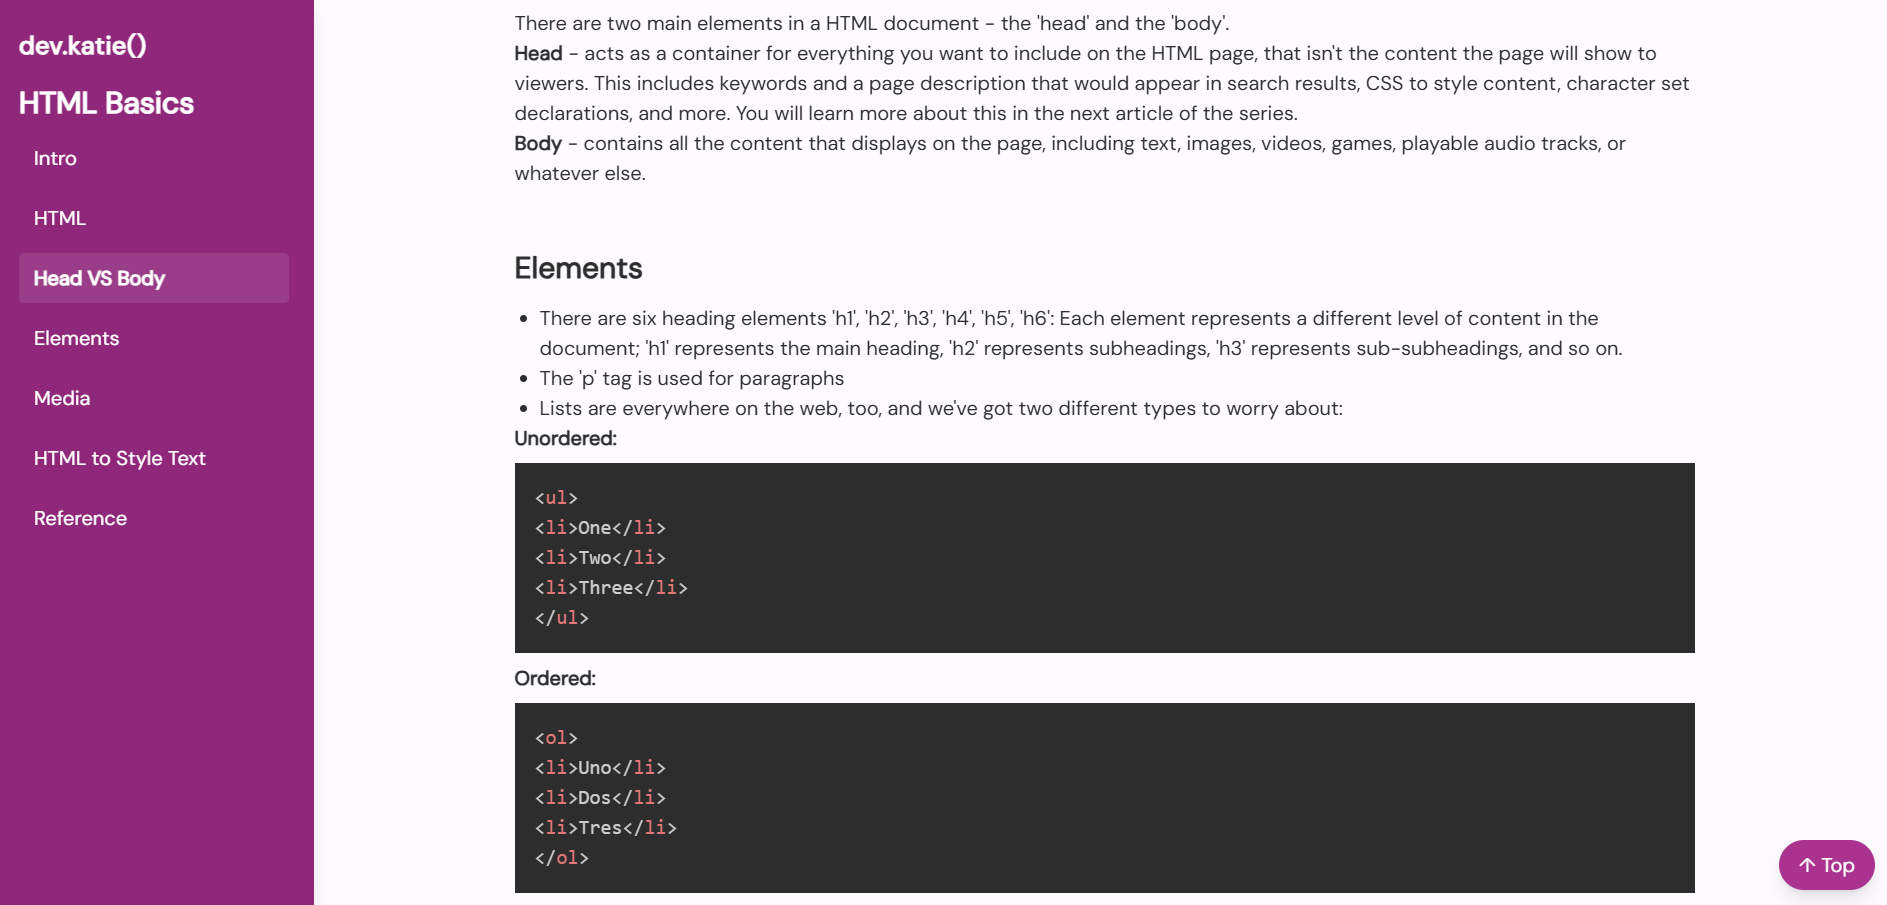 dev.katie()
HTML Basics
Intro
HTML
Head VS Body
Elements
Media
HTML to Style Text
Reference
There are two main elements in a HTML document - the 'head' and the 'body'.
Head - acts as a container for everything you want to include on the HTML page, that isn't the content the page will show to
viewers. This includes keywords and a page description that would appear in search results, CSS to style content, character set
declarations, and more. You will learn more about this in the next article of the series.
Body - contains all the content that displays on the page, including text, images, videos, games, playable audio tracks, or
whatever else.
Elements
• There are six heading elements 'h1', 'h2', 'h3', 'h4', 'h5', 'h6': Each element represents a different level of content in the
document; 'h1' represents the main heading, 'h2' represents subheadings, 'h3' represents sub-subheadings, and so on.
• The 'p' tag is used for paragraphs
• Lists are everywhere on the web, too, and we've got two different types to worry about:
Unordered:
<ul>
<li>One</li>
<li>Two</li>
<li>Three</li>
</ul>
Ordered:
<ol>
<li>Uno</li>
<li>Dos</li>
<li>Tres</li>
</ol>
↑ Top